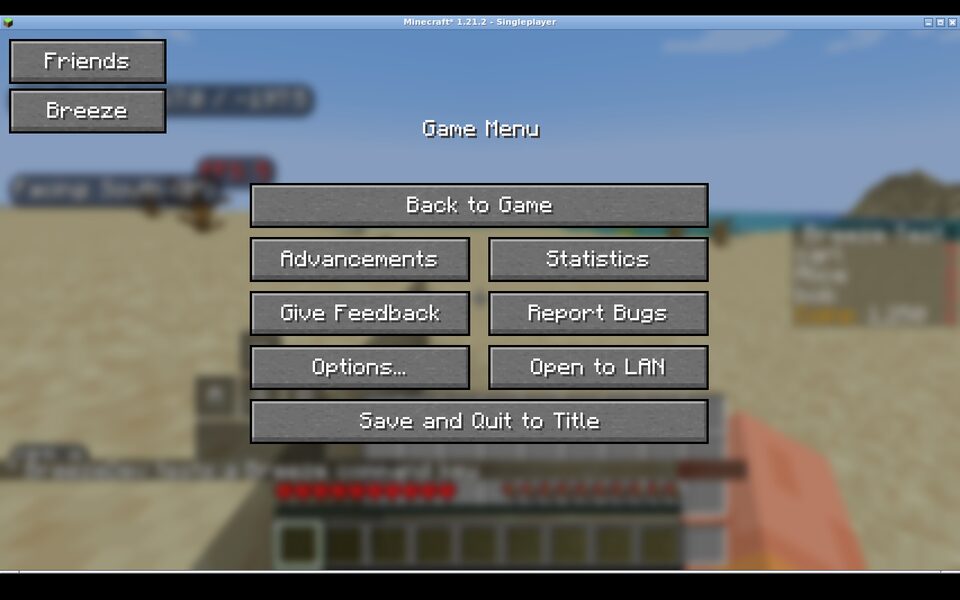 Minecraft* 1.21.2 - Singleplayer
Friends
Breeze
Game Menu
Back to Game
Advancements
Statistics
Give Feedback
Report Bugs
Options...
Open to LAN
Save and Quit to Title